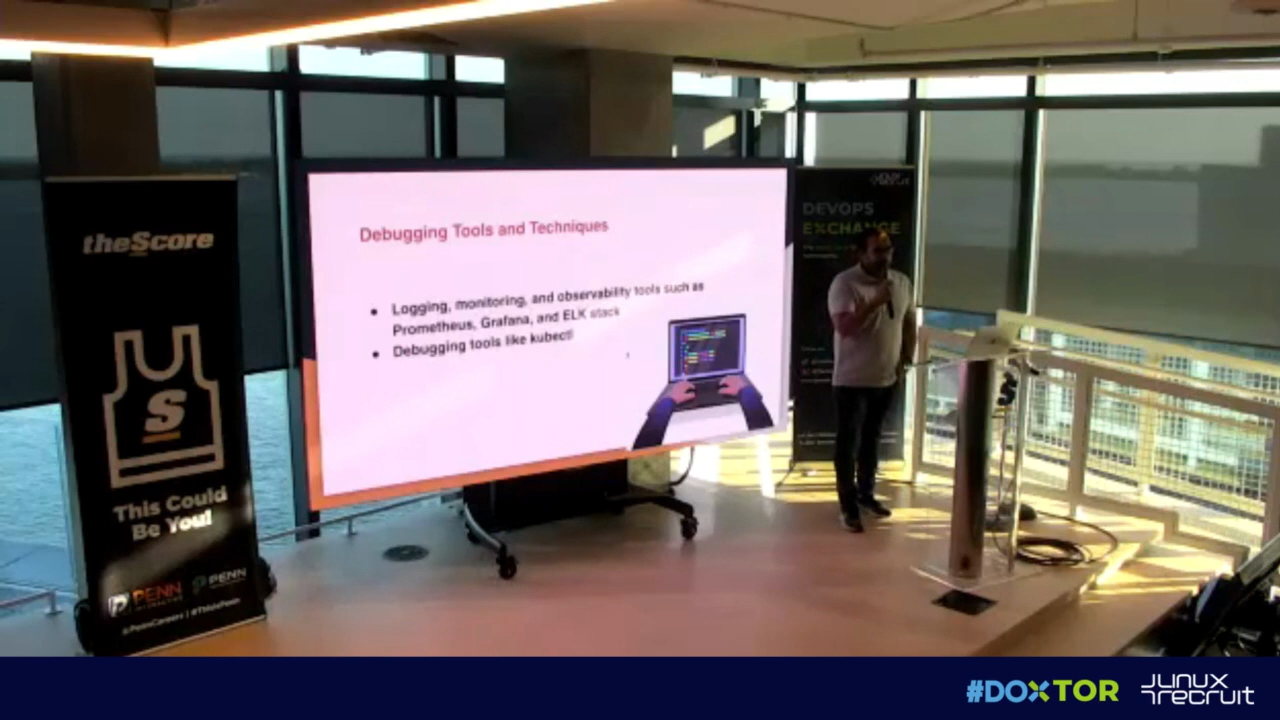 theScore
S
This Could
Be You!
PENN
PENN
Debugging Tools and Techniques
• Logging, monitoring, and observability tools such as
Prometheus, Grafana, and ELK stack
• Debugging tools like kubectl
DEVOPS
EXCHANGE
#DOXTOR
LINUX
recruit